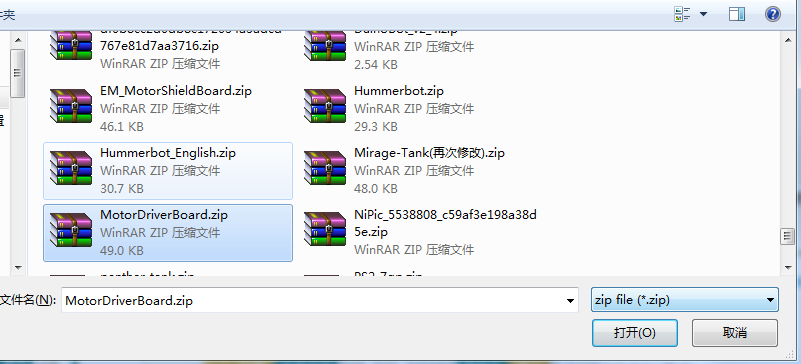 767e81d7aa3716.zip
WinRAR ZIP 压缩文件
WinRAR ZIP 压缩文件
2.54 KB
EM_MotorShieldBoard.zip
WinRAR ZIP 压缩文件
46.1 KB
Hummerbot.zip
WinRAR ZIP 压缩文件
29.3 KB
Hummerbot_English.zip
WinRAR ZIP 压缩文件
30.7 KB
Mirage-Tank(再次修改).zip
WinRAR ZIP 压缩文件
48.0 KB
MotorDriverBoard.zip
WinRAR ZIP 压缩文件
49.0 KB
NiPic_5538808_c59af3e198a38d
5e.zip
WinRAR ZIP 压缩文件
文件名(N):
MotorDriverBoard.zip
zip file (*.zip)
打开(O)
取消